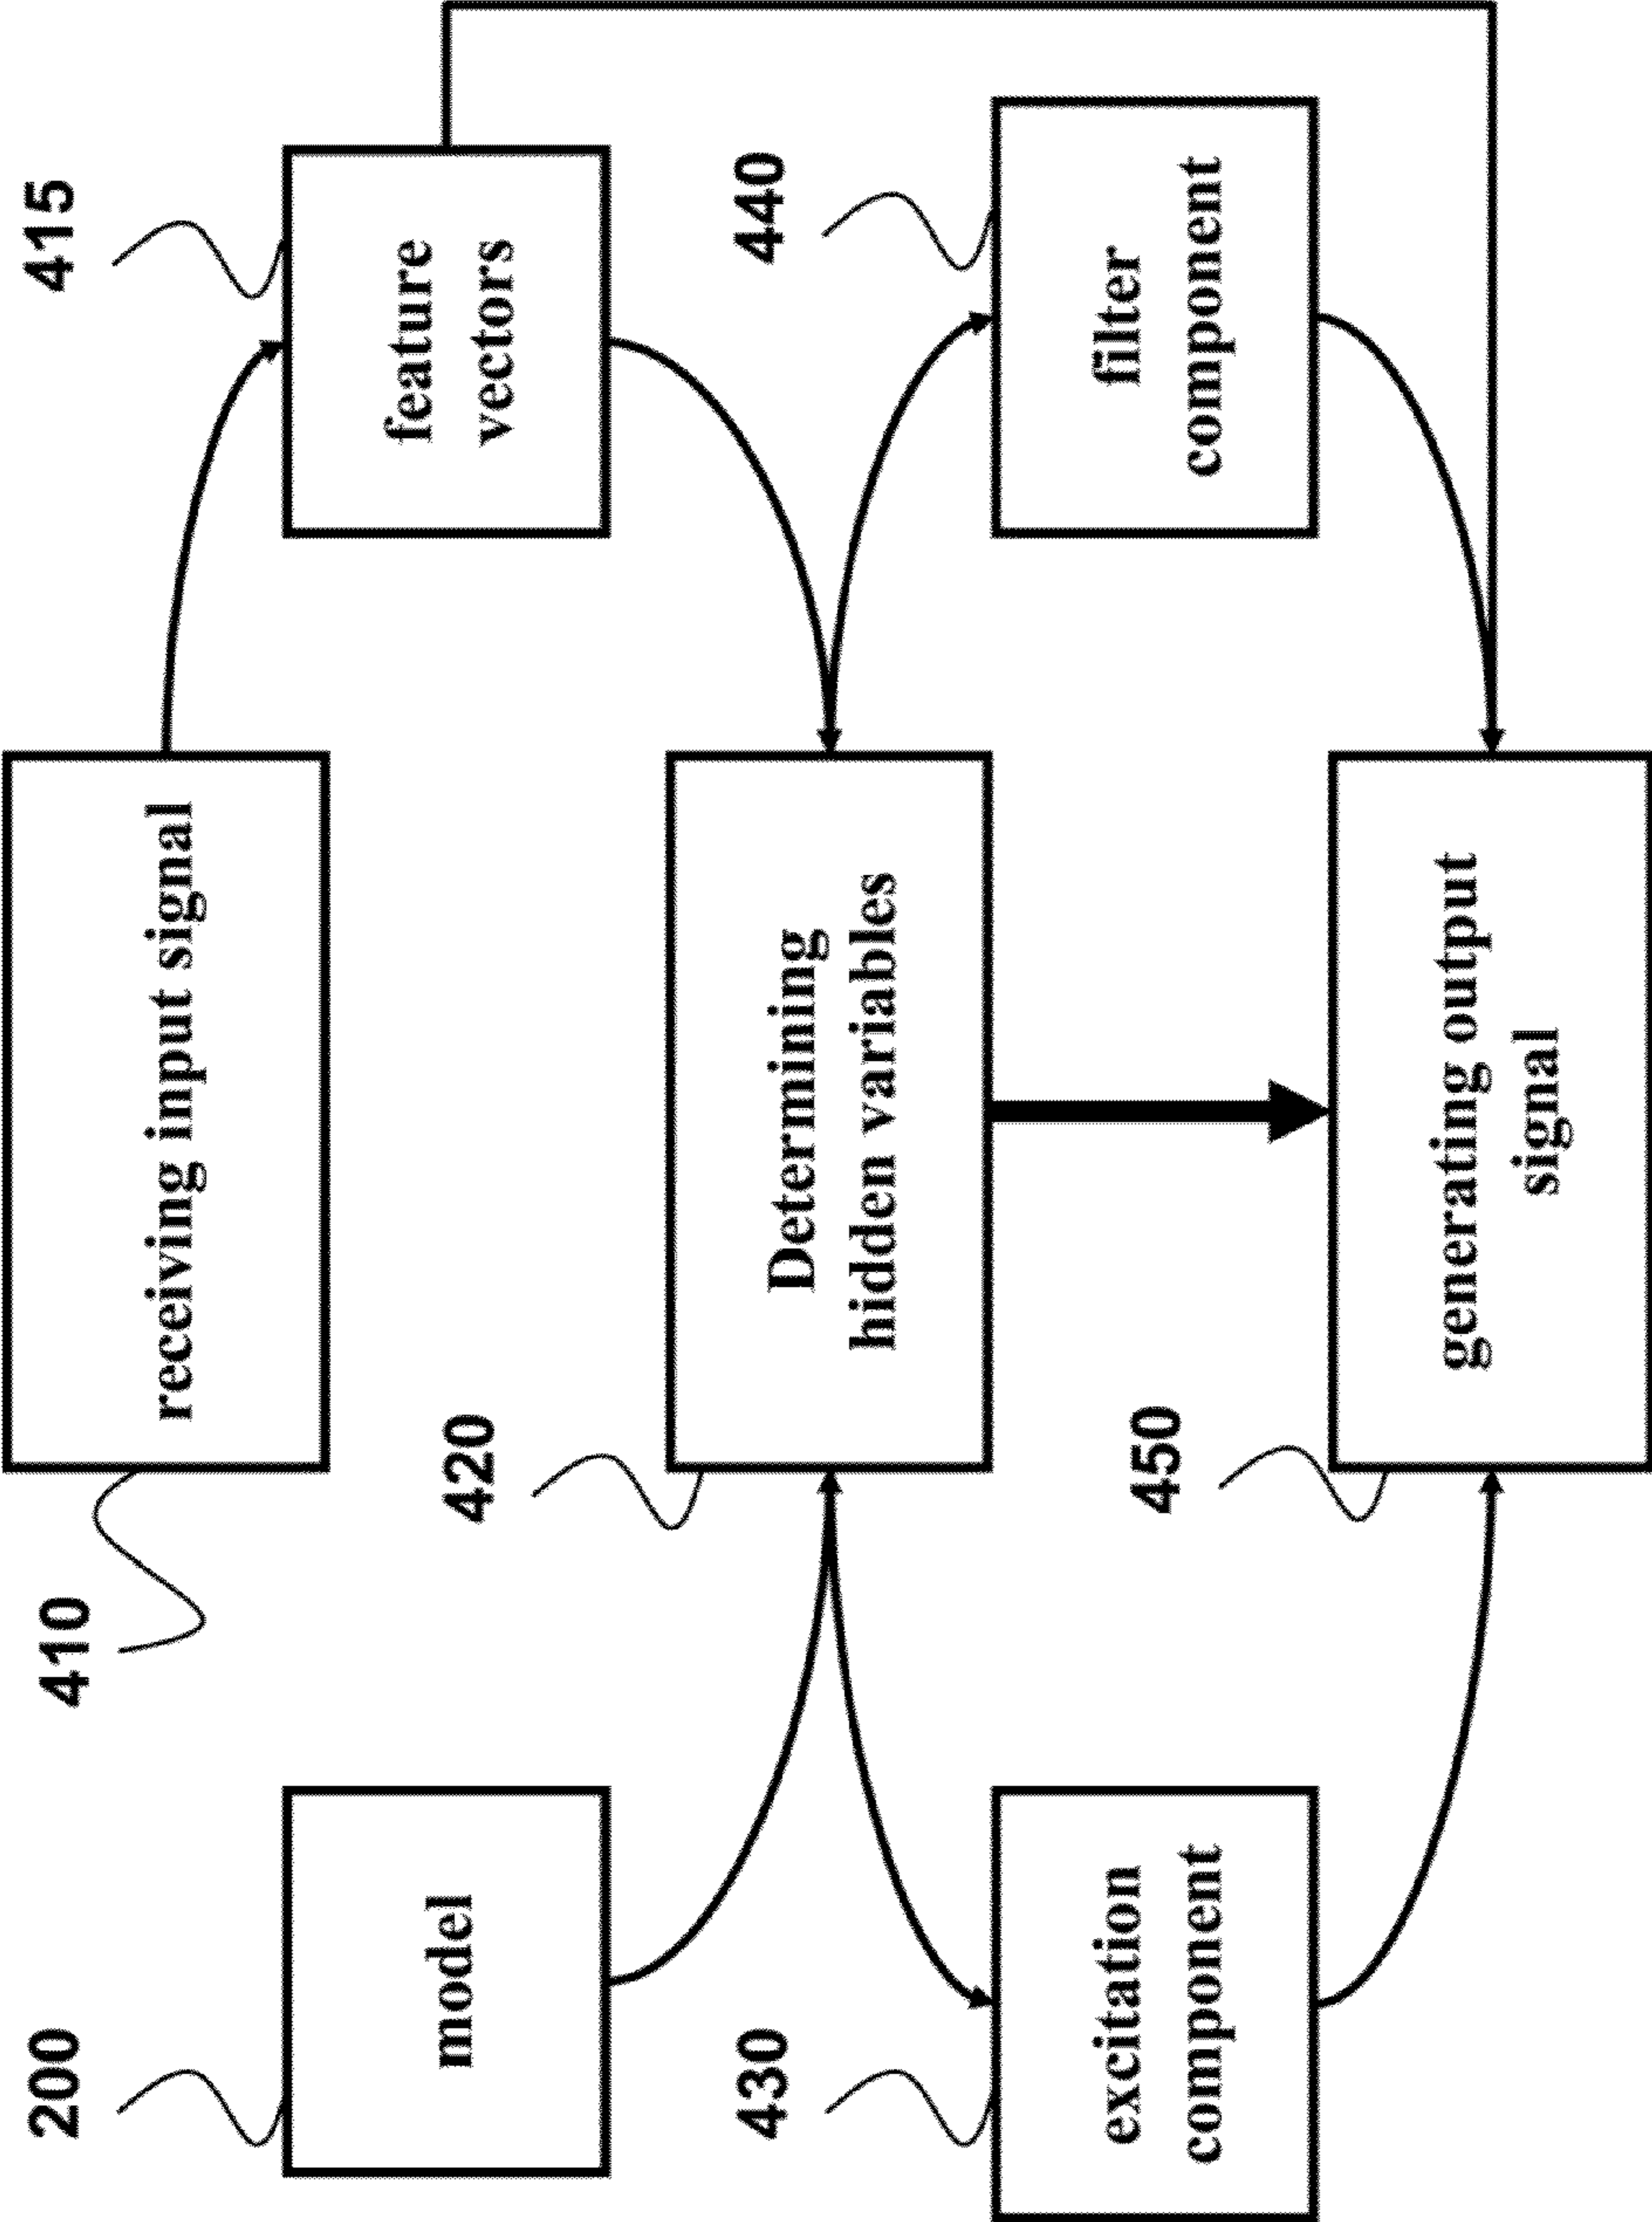 410
receiving input signal
200
model
415
feature
vectors
420
Determining
hidden variables
430
excitation
component
440
filter
component
450
generating output
signal